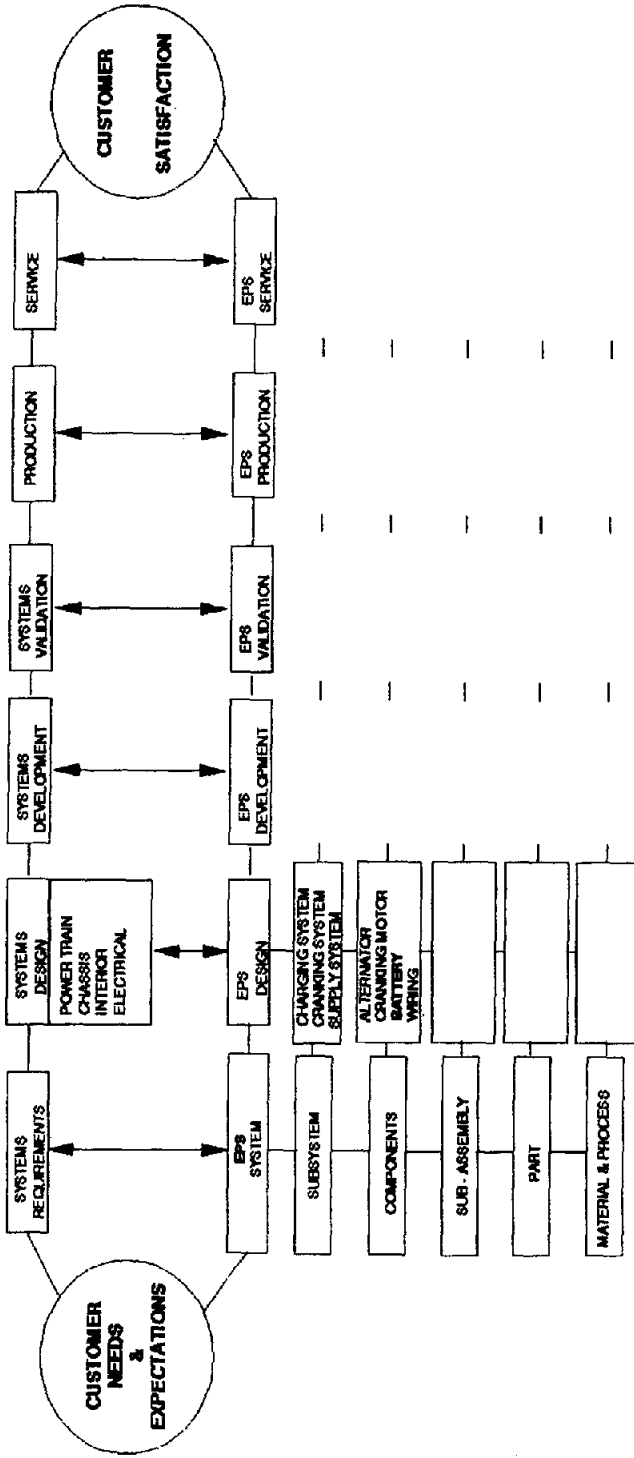 CUSTOMER
NEEDS
&
EXPECTATIONS
SYSTEMS
REQUIREMENTS
SYSTEMS
DESIGN
POWER TRAIN
CHASSIS
INTERIOR
ELECTRICAL
SYSTEMS
DEVELOPMENT
SYSTEMS
VALIDATION
PRODUCTION
SERVICE
CUSTOMER
SATISFACTION
EPS
SYSTEM
EPS
DESIGN
EPS
DEVELOPMENT
EPS
VALIDATION
EPS
PRODUCTION
EPS
SERVICE
SUBSYSTEM
CHARGING SYSTEM
CRANKING SYSTEM
SUPPLY SYSTEM
COMPONENTS
ALTERNATOR
CRANKING MOTOR
BATTERY
WIRING
SUB - ASSEMBLY
PART
MATERIAL & PROCESS